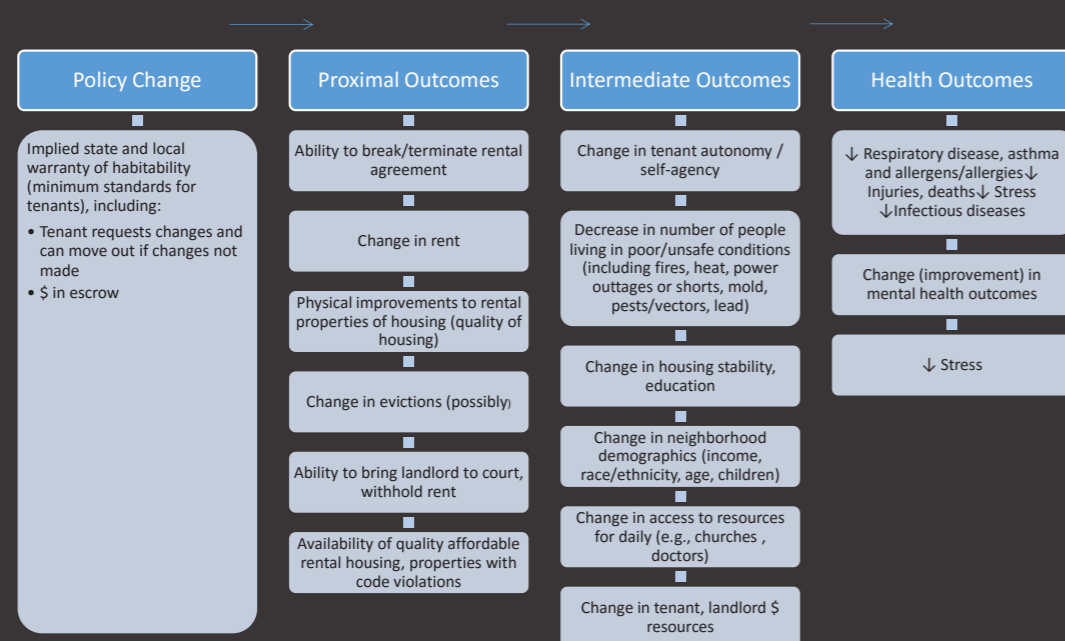 Policy Change
Implied state and local
warranty of habitability
(minimum standards for
tenants), including:
• Tenant requests changes and
can move out if changes not
made
• $ in escrow
Proximal Outcomes
Ability to break/terminate rental
agreement
Change in rent
Physical improvements to rental
properties of housing (quality of
housing)
Change in evictions (possibly)
Ability to bring landlord to court,
withhold rent
Availability of quality affordable
rental housing, properties with
code violations
Intermediate Outcomes
Change in tenant autonomy /
self-agency
Decrease in number of people
living in poor/unsafe conditions
(including fires, heat, power
outtages or shorts, mold,
pests/vectors, lead)
Change in housing stability,
education
Change in neighborhood
demographics (income,
race/ethnicity, age, children)
Change in access to resources
for daily (e.g., churches ,
doctors)
Change in tenant, landlord $
resources
Health Outcomes
↓ Respiratory disease, asthma
and allergens/allergies↓
Injuries, deaths↓ Stress
↓Infectious diseases
Change (improvement) in
mental health outcomes
↓ Stress